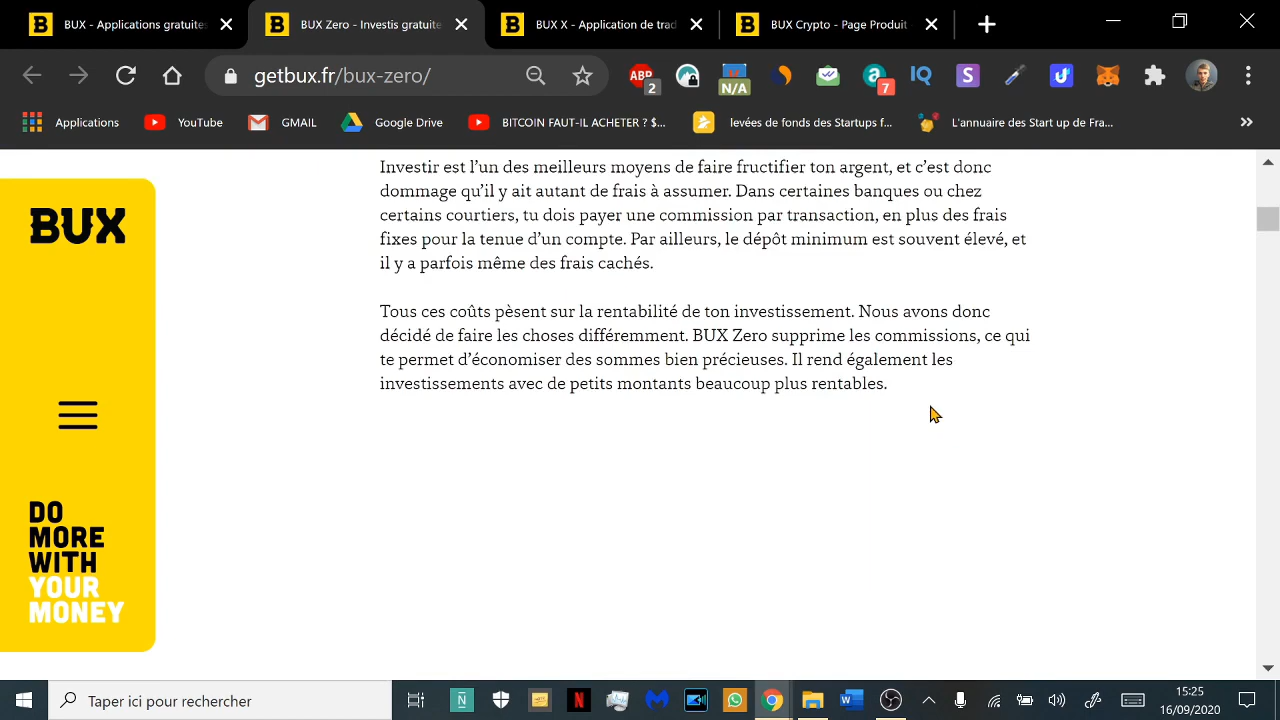 BUX - Applications gratuites
BUX Zero - Investis gratuite
BUX X - Application de trad
BUX Crypto - Page Produit
getbux.fr/bux-zero/
ABP
2
N/A
7
IQ
S
Applications
YouTube
GMAIL
Google Drive
BITCOIN FAUT-IL ACHETER ? $...
levées de fonds des Startups f...
L'annuaire des Start up de Fra...
BUX
DO
MORE
WITH
YOUR
MONEY
Investir est l’un des meilleurs moyens de faire fructifier ton argent, et c’est donc
dommage qu’il y ait autant de frais à assumer. Dans certaines banques ou chez
certains courtiers, tu dois payer une commission par transaction, en plus des frais
fixes pour la tenue d’un compte. Par ailleurs, le dépôt minimum est souvent élevé, et
il y a parfois même des frais cachés.
Tous ces coûts pèsent sur la rentabilité de ton investissement. Nous avons donc
décidé de faire les choses différemment. BUX Zero supprime les commissions, ce qui
te permet d’économiser des sommes bien précieuses. Il rend également les
investissements avec de petits montants beaucoup plus rentables.
Taper ici pour rechercher
15:25
16/09/2020